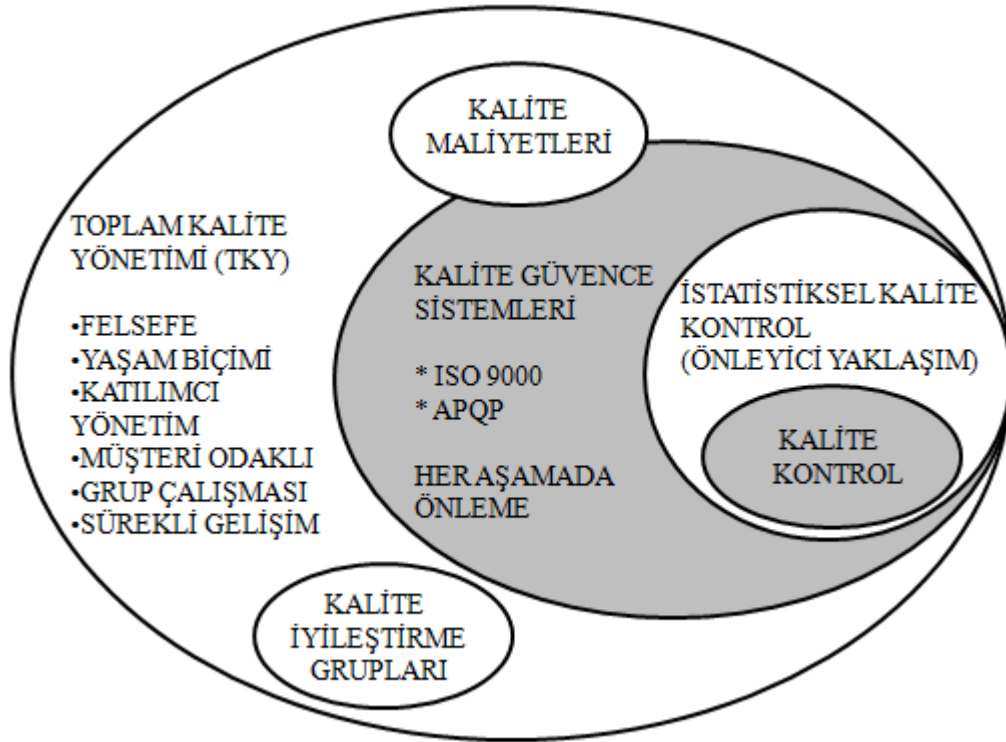 KALİTE
MALİYETLERİ
TOPLAM KALİTE
YÖNETİMİ (TKY)
•FELSEFE
•YAŞAM BİÇİMİ
•KATILIMCI
YÖNETİM
•MÜŞTERİ ODAKLI
•GRUP ÇALIŞMASI
•SÜREKLİ GELİŞİM
KALİTE GÜVENCE
SİSTEMLERİ
* ISO 9000
* APQP
HER AŞAMADA
ÖNLEME
İSTATİSTİKSEL KALİTE
KONTROL
(ÖNLEYİCİ YAKLAŞIM)
KALİTE
KONTROL
KALİTE
İYİLEŞTİRME
GRUPLARI